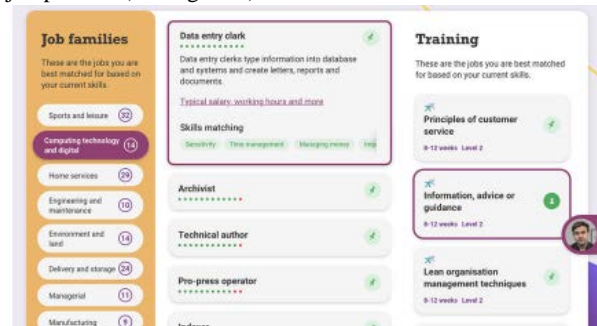 Job families
These are the jobs you are
best matched for based on
your current skills.
Sports and leisure 32
Computing technology
and digital 14
Home services 29
Engineering and
maintenance 10
Environment and
land 14
Delivery and storage 24
Managerial 11
Manufacturing 9
Data entry clark
Data entry clerks type information into database
and systems and create letters, reports and
documents.
Typical salary, working hours and more
Skills matching
Sensitivity Time management Managing money
Archivist
Technical author
Pro-press operator
Training
These are the jobs you are best matched
for based on your current skills.
Principles of customer
service
8-12 weeks Level 2
Information, advice or
guidance
8-12 weeks Level 2
Lean organisation
management techniques
8-12 weeks Level 2